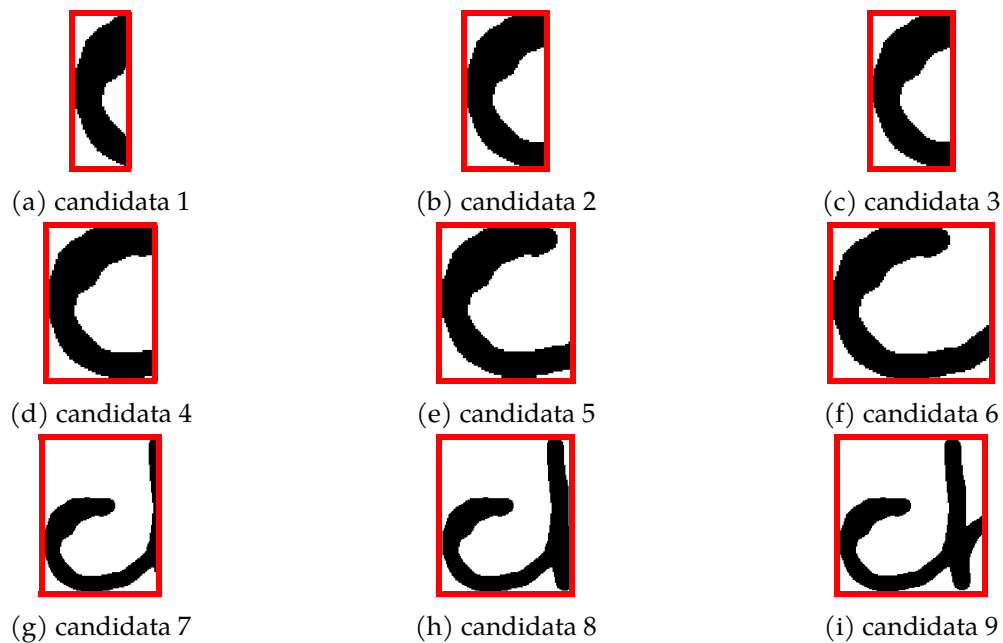 (a) candidata 1 (b) candidata 2 (c) candidata 3
(d) candidata 4 (e) candidata 5 (f) candidata 6
(g) candidata 7 (h) candidata 8 (i) candidata 9